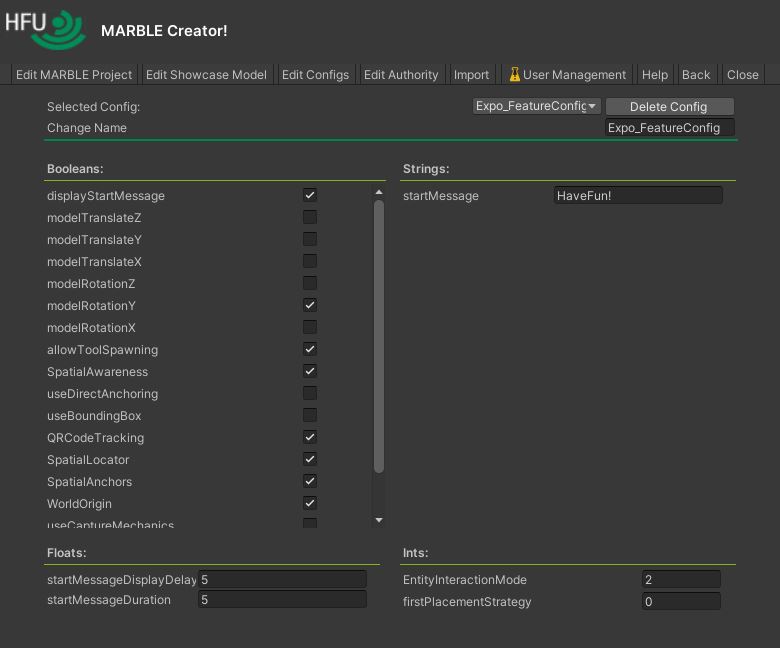 HFU
MARBLE Creator!
Edit MARBLE Project Edit Showcase Model Edit Configs Edit Authority Import User Management Help Back Close
Selected Config: Expo_FeatureConfig Delete Config
Change Name Expo_FeatureConfig
Booleans: Strings:
displayStartMessage startMessage HaveFun!
modelTranslateZ
modelTranslateY
modelTranslateX
modelRotationZ
modelRotationY
modelRotationX
allowToolSpawning
SpatialAwareness
useDirectAnchoring
useBoundingBox
QRCodeTracking
SpatialLocator
SpatialAnchors
WorldOrigin
useCaptureMechanics
Floats: Ints:
startMessageDisplayDelay 5 EntityInteractionMode 2
startMessageDuration 5 firstPlacementStrategy 0